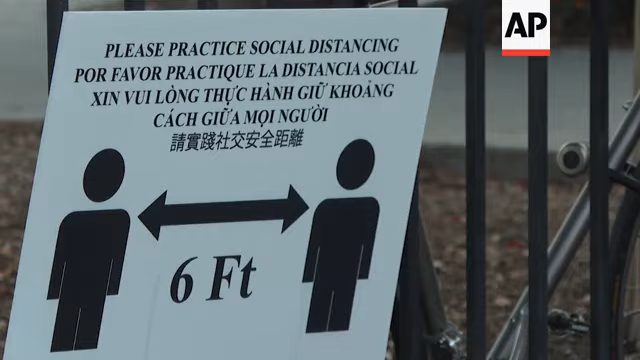 AP
PLEASE PRACTICE SOCIAL DISTANCING
POR FAVOR PRACTIQUE LA DISTANCIA SOCIAL
XIN VUI LÒNG THỰC HÀNH GIỮ KHOẢNG
CÁCH GIỮA MỌI NGƯỜI
請實踐社交安全距離
6 Ft